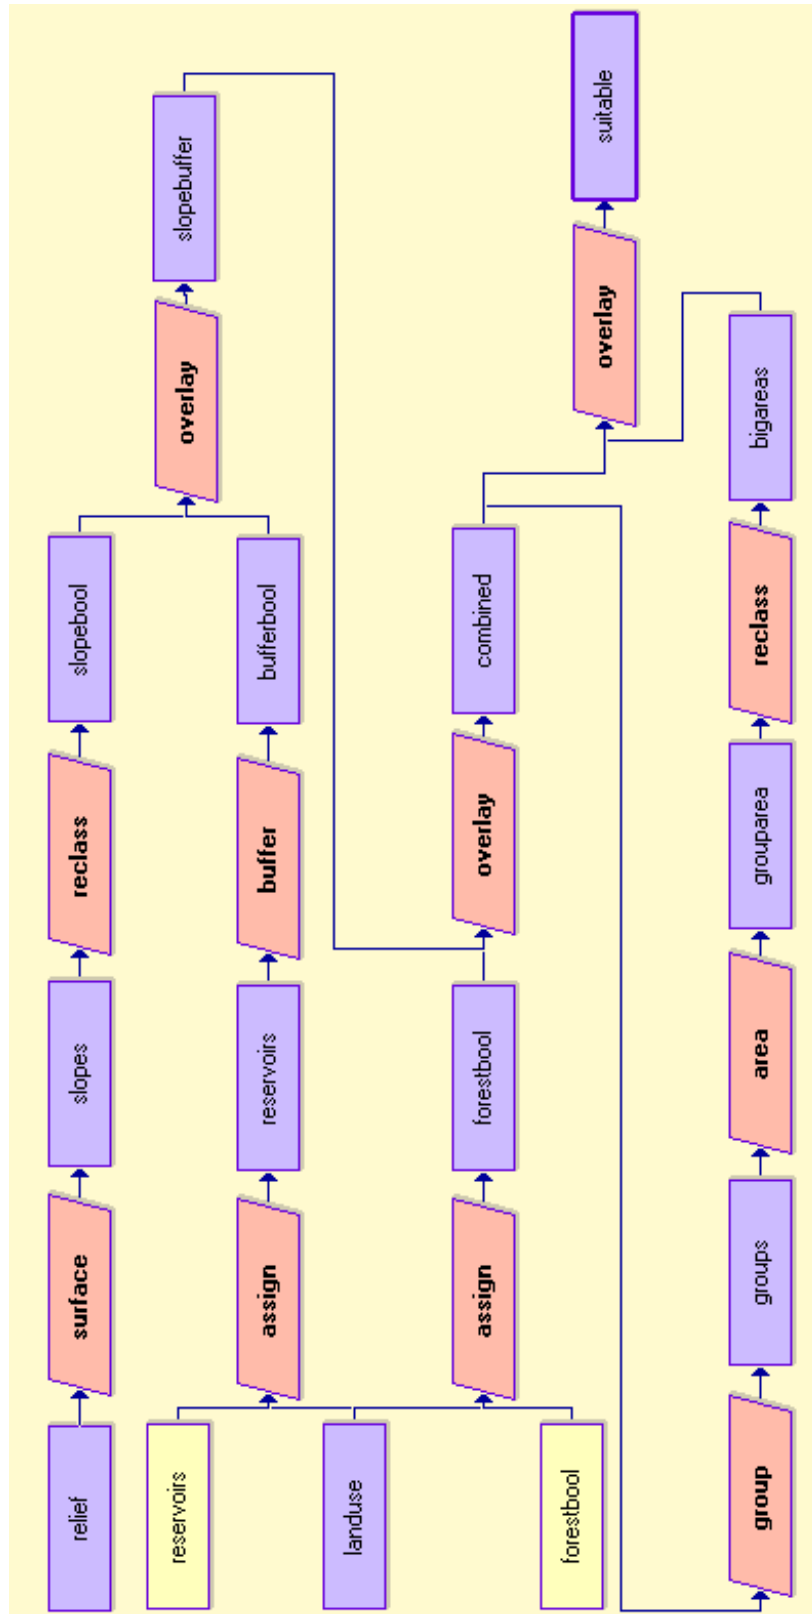 relief
surface
slopes
reclass
slopebool
reservoirs
assign
reservoirs
buffer
bufferbool
overlay
slopebuffer
landuse
forestbool
assign
forestbool
overlay
combined
overlay
suitable
group
groups
area
grouparea
reclass
bigareas